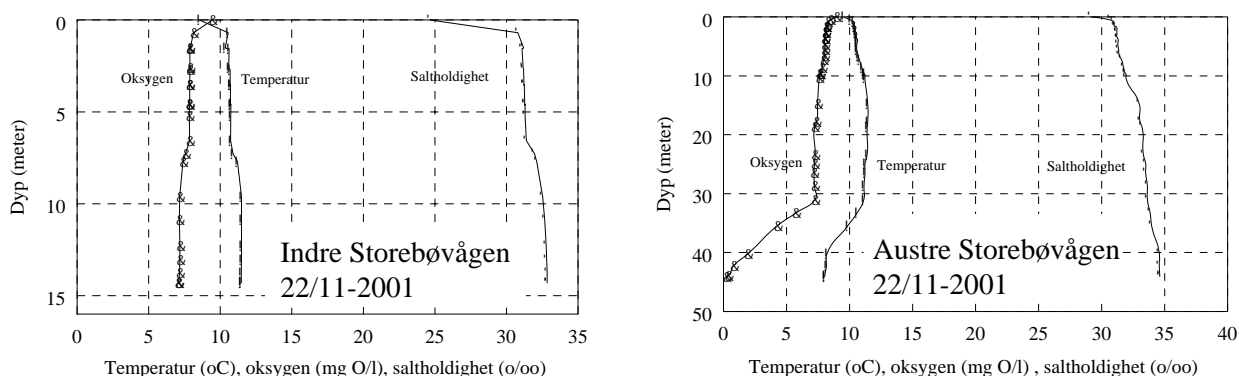 0
5
10
15
Dyp (meter)
Oksygen
Temperatur
Saltholdighet
Indre Storebøvågen
22/11-2001
0 5 10 15 20 25 30 35
Temperatur (oC), oksygen (mg O/l), saltholdighet (o/oo)
0
10
20
30
40
50
Dyp (meter)
Oksygen
Temperatur
Saltholdighet
Austre Storebøvågen
22/11-2001
0 5 10 15 20 25 30 35 40
Temperatur (oC), oksygen (mg O/l) , saltholdighet (o/oo)